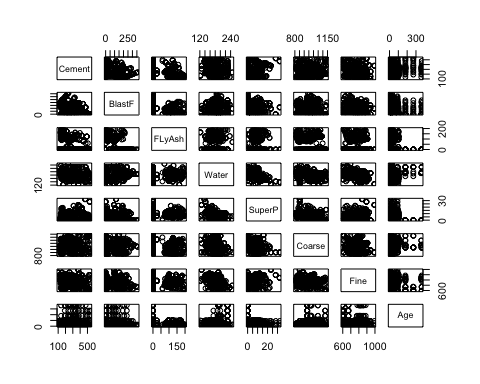 0 250 120 240 800 1150 0 300
Cement 100
0 BlastF
FLyAsh 0 200
120 Water
SuperP 0 30
800 Coarse
Fine 600
0 Age
100 500 0 150 0 20 600 1000